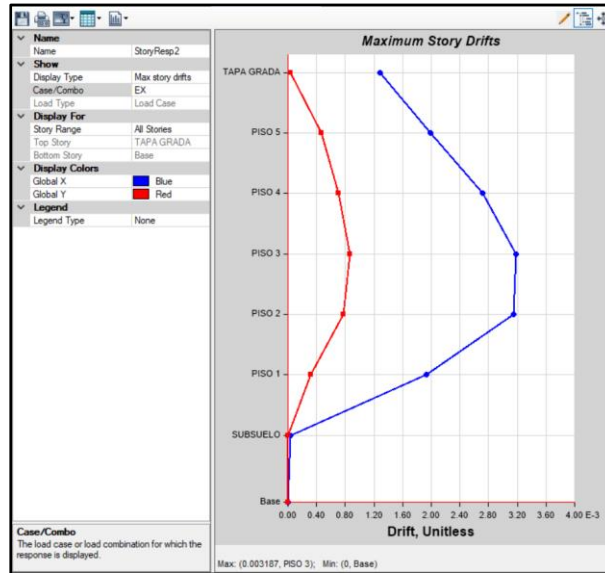 Name
Name StoryResp2
Show
Display Type Max story drifts
Case/Combo EX
Load Type Load Case
Display For
Story Range All Stories
Top Story TAPA GRADA
Bottom Story Base
Display Colors
Global X Blue
Global Y Red
Legend
Legend Type None
Case/Combo
The load case or load combination for which the
response is displayed.
Maximum Story Drifts
TAPA GRADA
PISO 5
PISO 4
PISO 3
PISO 2
PISO 1
SUBSUELO
Base
0.00 0.40 0.80 1.20 1.60 2.00 2.40 2.80 3.20 3.60 4.00 E-3
Drift, Unitless
Max: (0.003187, PISO 3); Min: (0, Base)